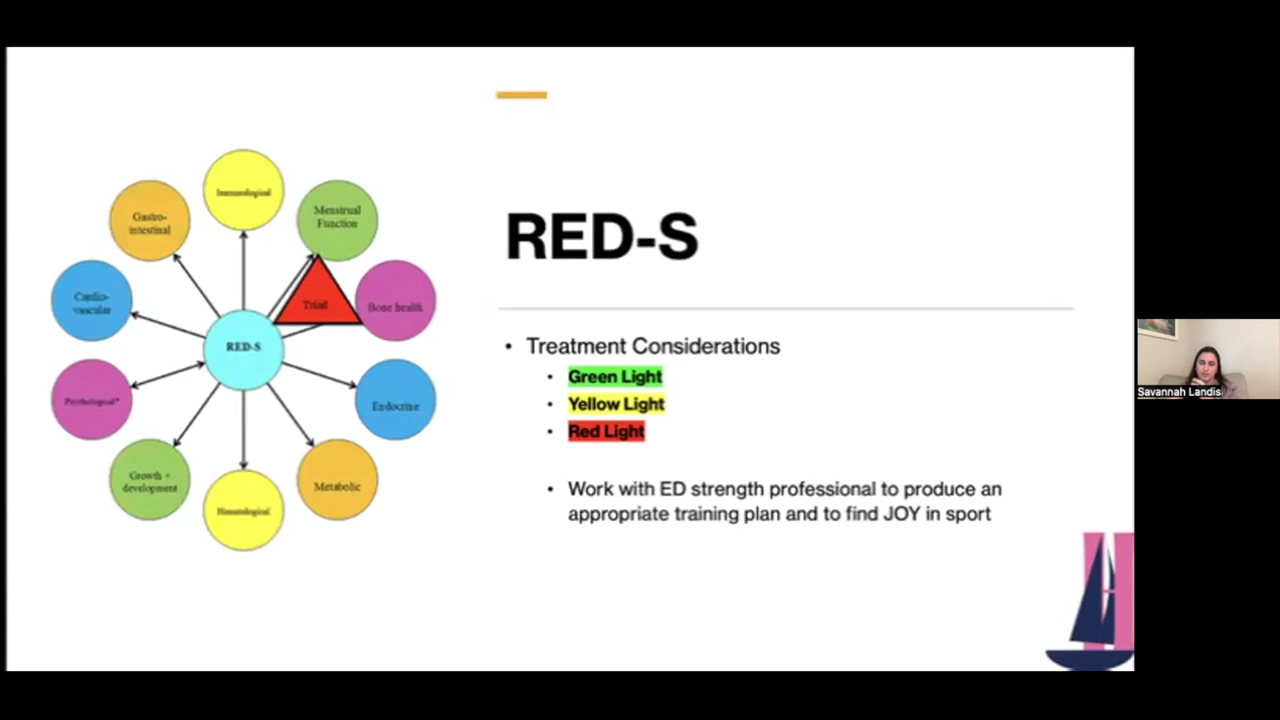 Immunological
Gastro-
intestinal
Menstrual
Function
Cardio-
vascular
Triad
Bone health
RED-S
Psychological*
Endocrine
Growth +
development
Metabolic
Hematological
RED-S
• Treatment Considerations
• Green Light
• Yellow Light
• Red Light
• Work with ED strength professional to produce an
appropriate training plan and to find JOY in sport
H
Savannah Landis